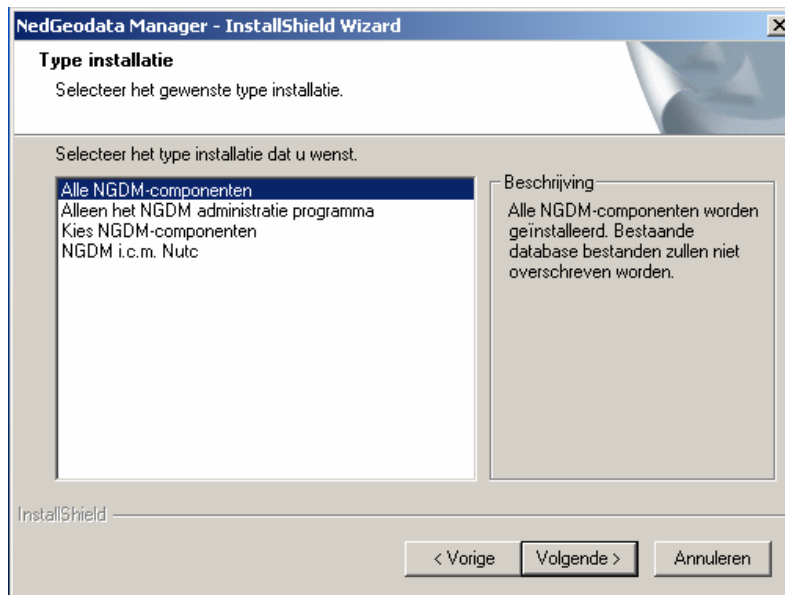 NedGeodata Manager - InstallShield Wizard
Type installatie
Selecteer het gewenste type installatie.
Selecteer het type installatie dat u wenst.
Alle NGDM-componenten
Alleen het NGDM administratie programma
Kies NGDM-componenten
NGDM i.c.m. Nutc
Beschrijving
Alle NGDM-componenten worden
geïnstalleerd. Bestaande
database bestanden zullen niet
overschreven worden.
InstallShield
< Vorige
Volgende >
Annuleren